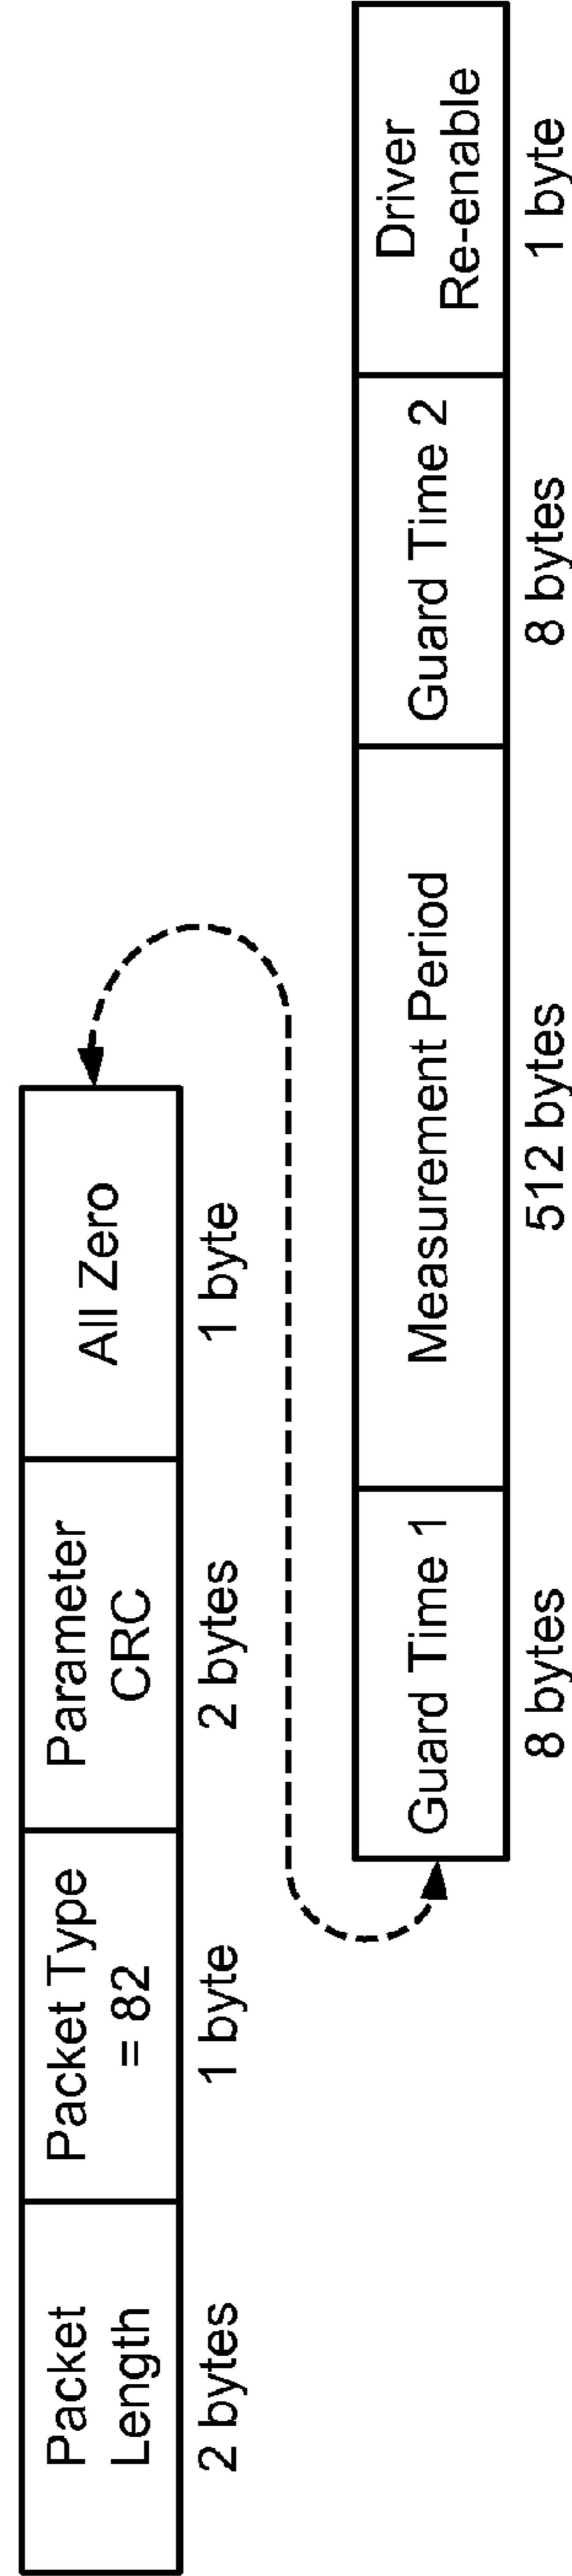 Packet
Length
Packet Type
= 82
Parameter
CRC
All Zero
2 bytes
1 byte
2 bytes
1 byte
Guard Time 1
Measurement Period
Guard Time 2
Driver
Re-enable
8 bytes
512 bytes
8 bytes
1 byte